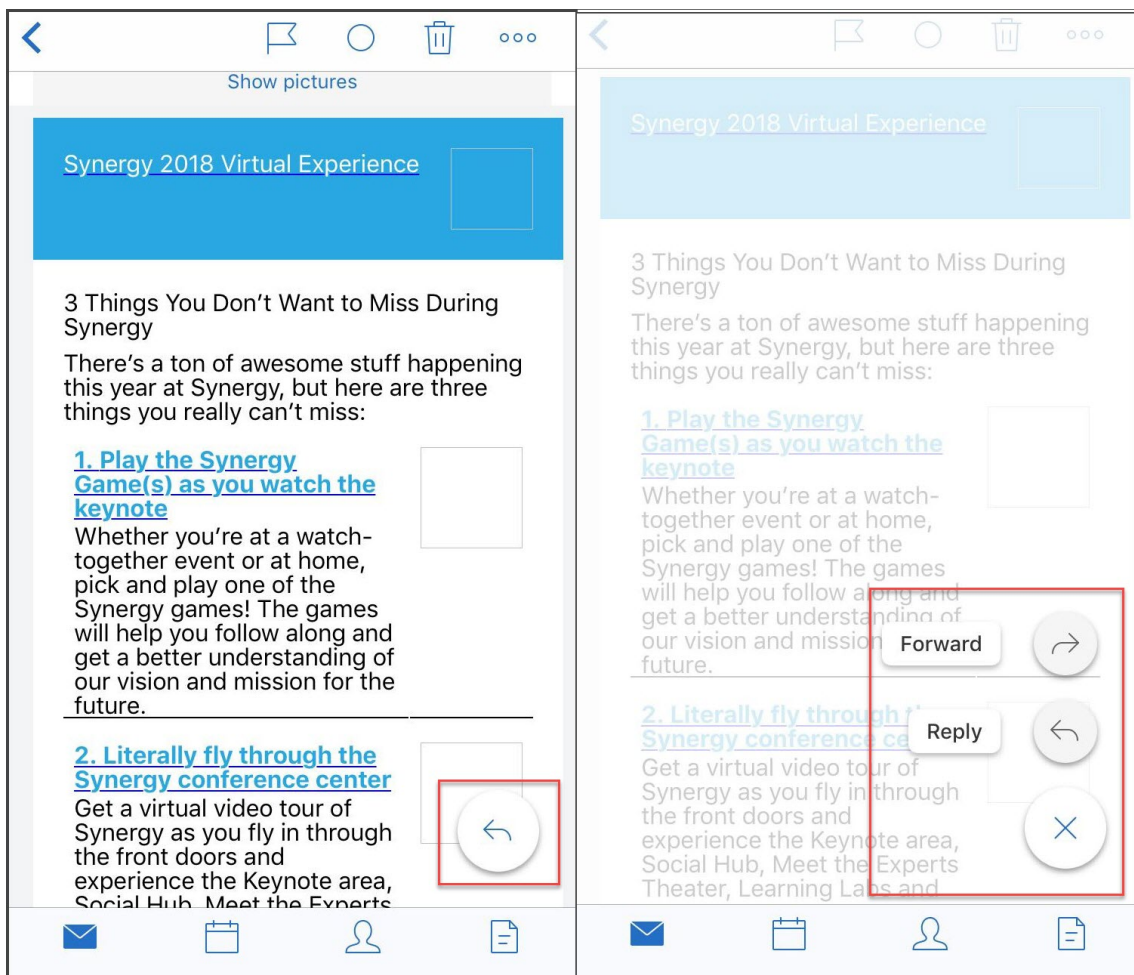 Show pictures
Synergy 2018 Virtual Experience
3 Things You Don't Want to Miss During
Synergy
There's a ton of awesome stuff happening
this year at Synergy, but here are three
things you really can't miss:
1. Play the Synergy
Game(s) as you watch the
keynote
Whether you're at a watch-
together event or at home,
pick and play one of the
Synergy games! The games
will help you follow along and
get a better understanding of
our vision and mission for the
future.
2. Literally fly through the
Synergy conference center
Get a virtual video tour of
Synergy as you fly in through
the front doors and
experience the Keynote area,
Social Hub, Meet the Experts
Synergy 2018 Virtual Experience
3 Things You Don't Want to Miss During
Synergy
There's a ton of awesome stuff happening
this year at Synergy, but here are three
things you really can't miss:
1. Play the Synergy
Game(s) as you watch the
keynote
Whether you're at a watch-
together event or at home,
pick and play one of the
Synergy games! The games
will help you follow along and
get a better understanding of
our vision and mission
Forward
future.
2. Literally fly through
Synergy conference
Reply
Get a virtual video tour of
Synergy as you fly in through
the front doors and
experience the Keynote area,
Social Hub, Meet the Experts
Theater, Learning Labs and